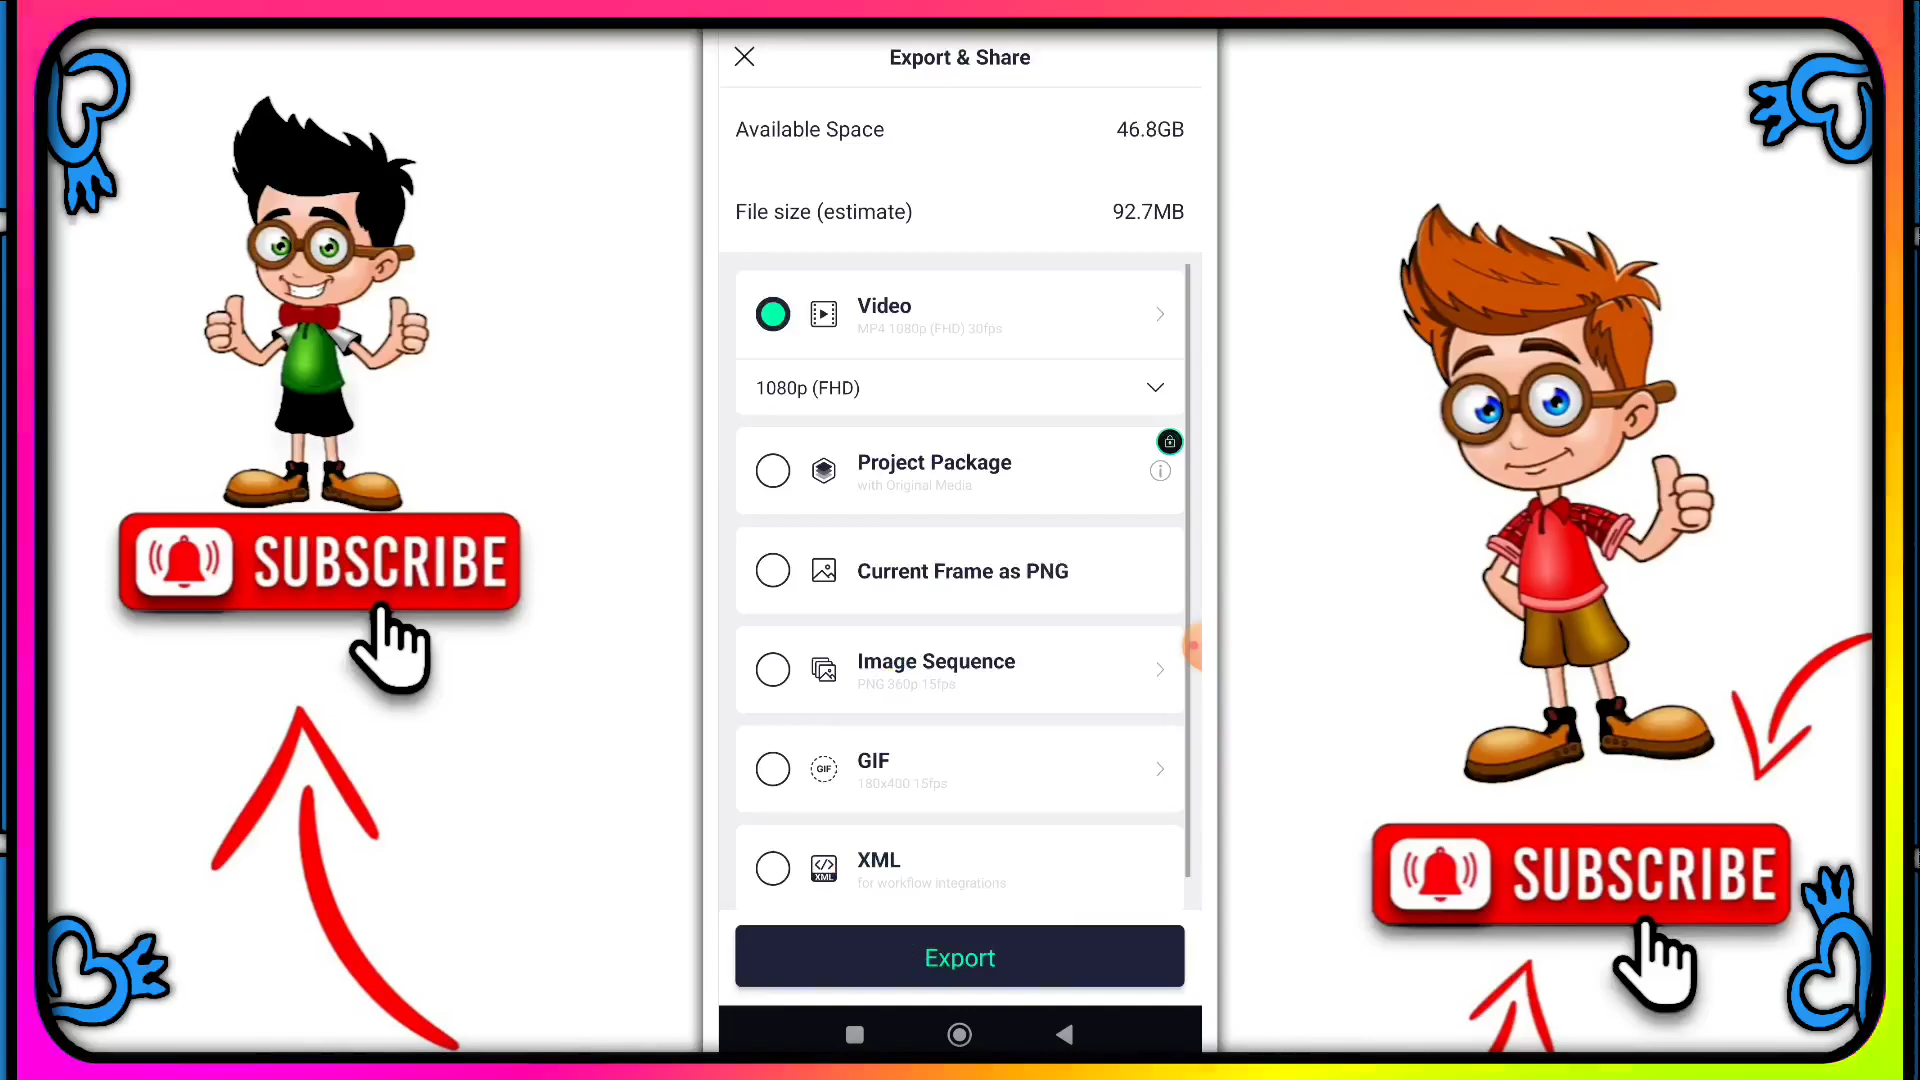 Export & Share
Available Space 46.8GB
File size (estimate) 92.7MB
Video
MP4 1080p (FHD) 30fps
1080p (FHD)
Project Package
with Original Media
Current Frame as PNG
Image Sequence
PNG 360p 15fps
GIF
GIF
180x400 15fps
XML
XML
for workflow integrations
Export
SUBSCRIBE
SUBSCRIBE